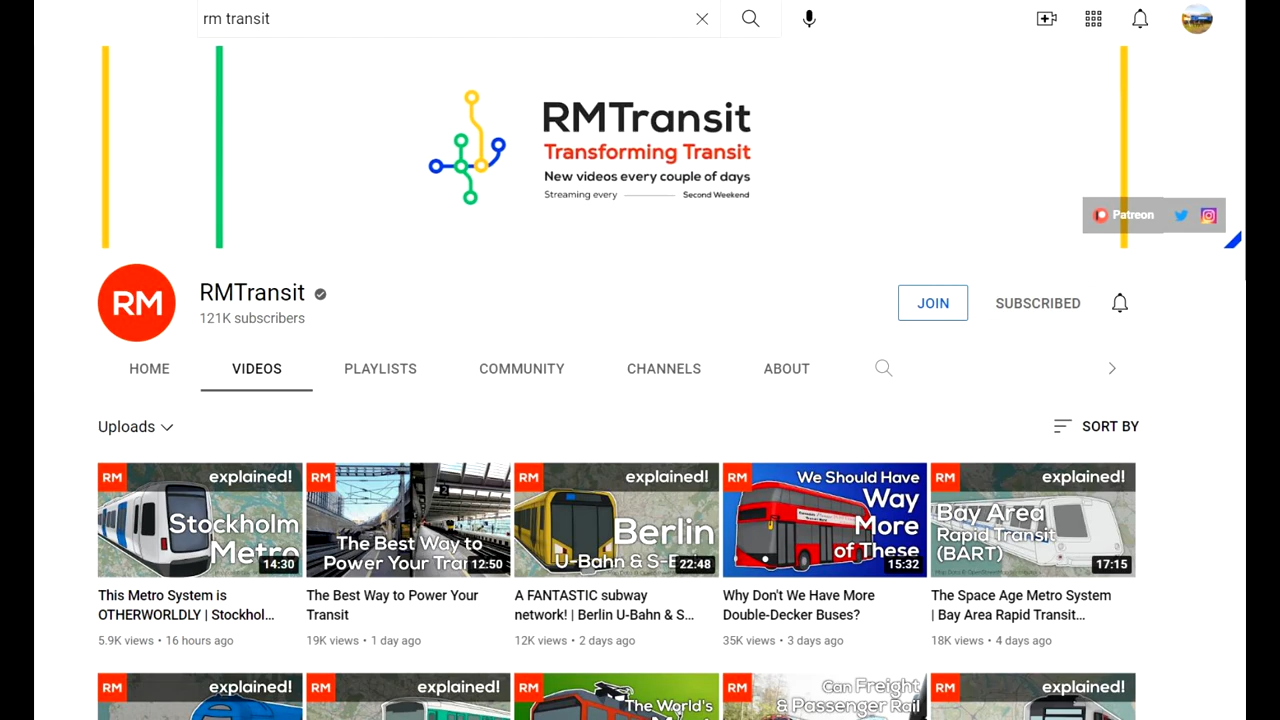 rm transit
RMTransit
Transforming Transit
New videos every couple of days
Streaming every
Second Weekend
Patreon
RM
RMTransit
121K subscribers
JOIN
SUBSCRIBED
HOME
VIDEOS
PLAYLISTS
COMMUNITY
CHANNELS
ABOUT
Uploads
SORT BY
RM
explained!
Stockholm
Metro
14:30
RM
The Best Way to
Power Your Tra
12:50
RM
explained!
Berlin
U-Bahn & S-B
22:48
RM
We Should Have
Way
More
of These
15:32
RM
explained!
Bay Area
Rapid Transit
(BART)
17:15
This Metro System is
OTHERWORLDLY | Stockhol...
5.9K views • 16 hours ago
The Best Way to Power Your
Transit
19K views • 1 day ago
A FANTASTIC subway
network! | Berlin U-Bahn & S...
12K views • 2 days ago
Why Don't We Have More
Double-Decker Buses?
35K views • 3 days ago
The Space Age Metro System
| Bay Area Rapid Transit...
18K views • 4 days ago
RM
explained!
RM
explained!
RM
The World's
RM
Can Freight
& Passenger Rail
RM
explained!